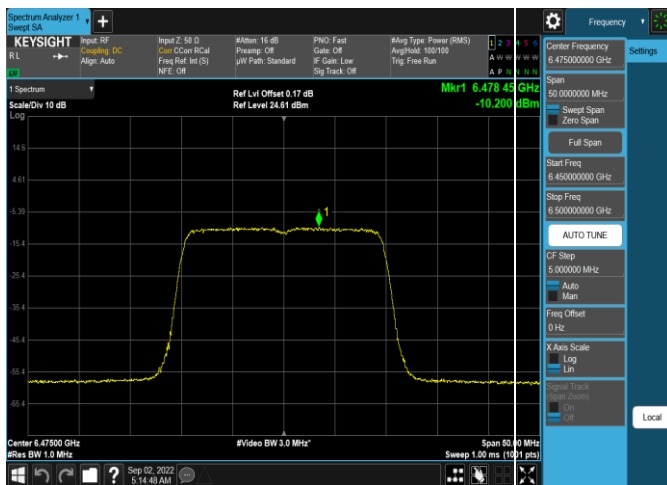 Spectrum Analyzer 1
Swept SA
+
Frequency
KEYSIGHT
RL
Input: RF
Coupling: DC
Align: Auto
Input Z: 50 Ω
Corr CCorr RCal
Freq Ref: Int (S)
NFE: Off
#Atten: 16 dB
Preamp: Off
µW Path: Standard
PNO: Fast
Gate: Off
IF Gain: Low
Sig Track: Off
#Avg Type: Power (RMS)
Avg|Hold: 100/100
Trig: Free Run
1 2 3 4 5 6
A W W W W W
A P N N N N
LW
1 Spectrum
Scale/Div 10 dB
Log
Ref Lvl Offset 0.17 dB
Ref Level 24.61 dBm
Mkr1 6.478 45 GHz
-10.200 dBm
14.6
4.61
-5.39
-15.4
-25.4
-35.4
-45.4
-55.4
-65.4
1
Center 6.47500 GHz
#Res BW 1.0 MHz
#Video BW 3.0 MHz*
Span 50.00 MHz
Sweep 1.00 ms (1001 pts)
Center Frequency
6.475000000 GHz
Span
50.0000000 MHz
Swept Span
Zero Span
Full Span
Start Freq
6.450000000 GHz
Stop Freq
6.500000000 GHz
AUTO TUNE
CF Step
5.000000 MHz
Auto
Man
Freq Offset
0 Hz
X Axis Scale
Log
Lin
Signal Track
(Span Zoom)
On
Off
Settings
Local
?
Sep 02, 2022
5:14:48 AM